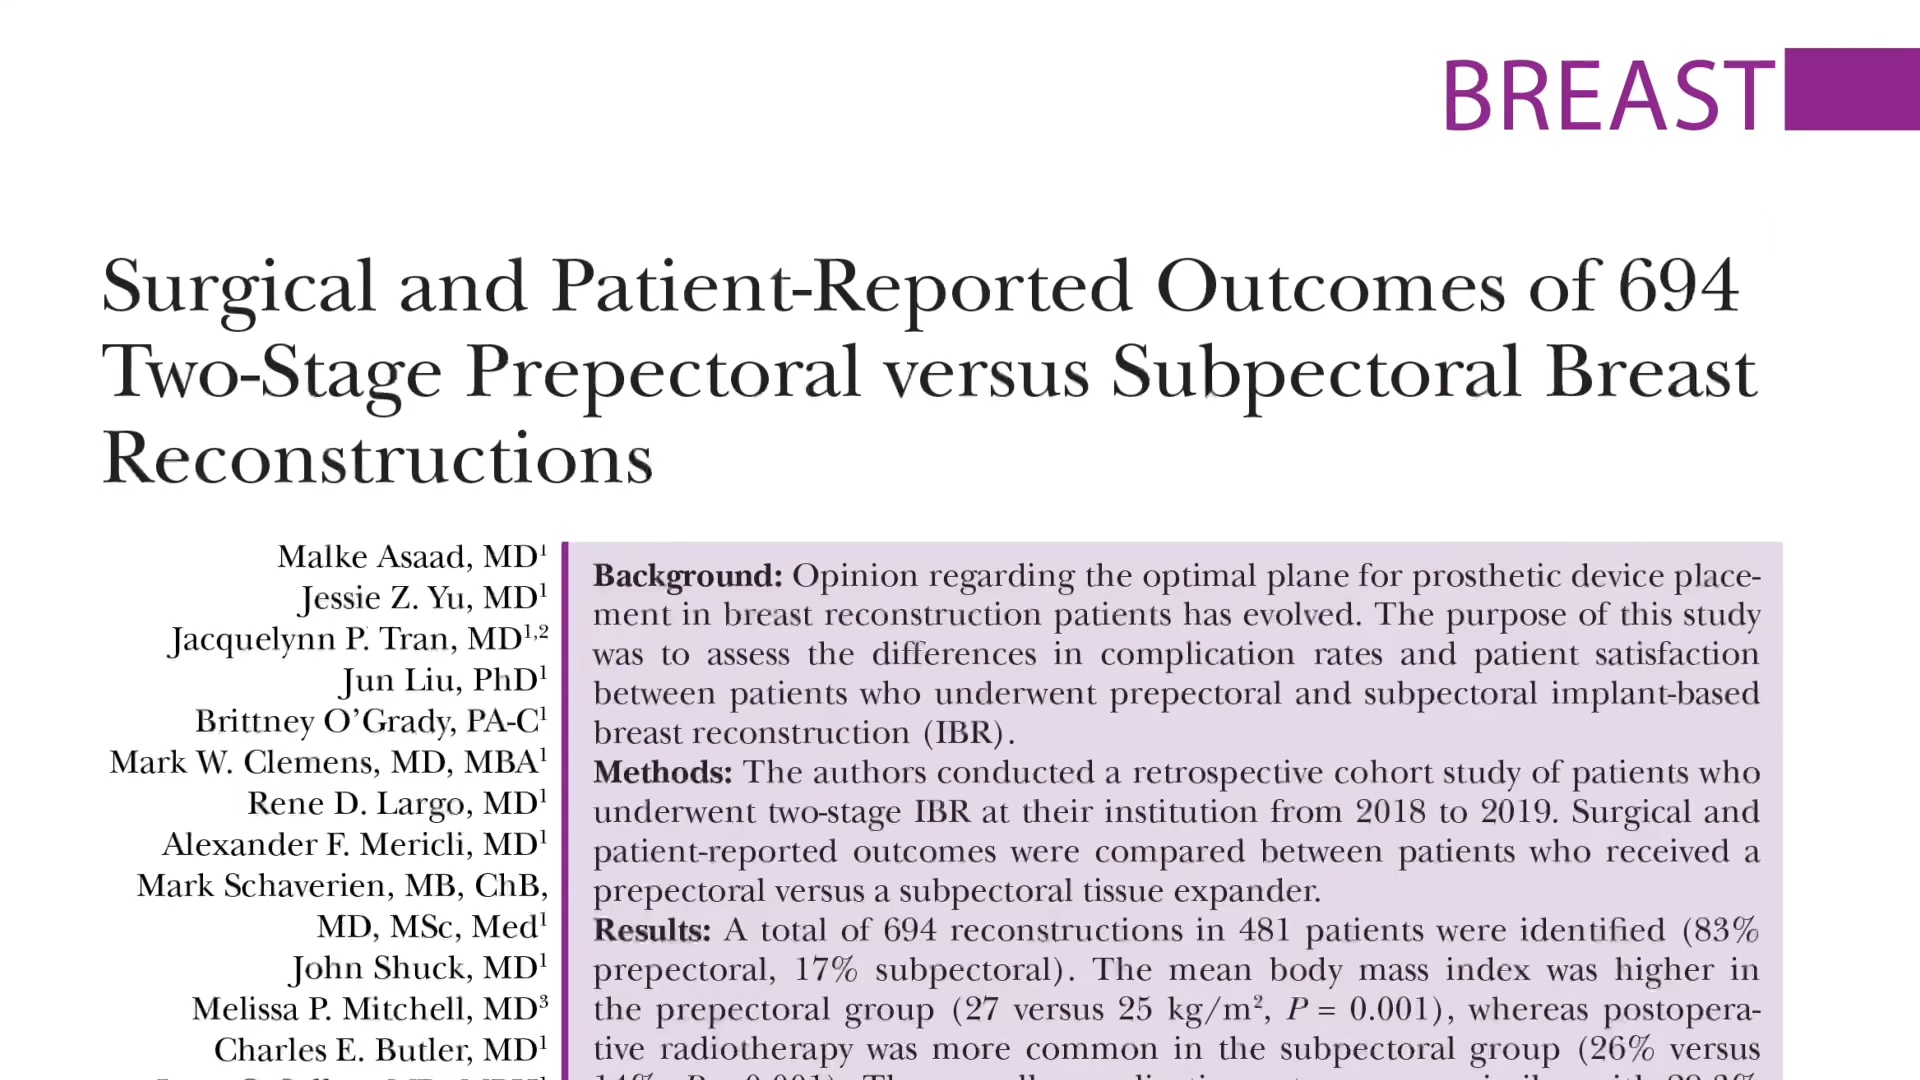 BREAST
Surgical and Patient-Reported Outcomes of 694
Two-Stage Prepectoral versus Subpectoral Breast
Reconstructions
Malke Asaad, MD¹
Jessie Z. Yu, MD¹
Jacquelynn P. Tran, MD¹,²
Jun Liu, PhD¹
Brittney O’Grady, PA-C¹
Mark W. Clemens, MD, MBA¹
Rene D. Largo, MD¹
Alexander F. Mericli, MD¹
Mark Schaverien, MB, ChB,
MD, MSc, Med¹
John Shuck, MD¹
Melissa P. Mitchell, MD³
Charles E. Butler, MD¹
Background: Opinion regarding the optimal plane for prosthetic device place-
ment in breast reconstruction patients has evolved. The purpose of this study
was to assess the differences in complication rates and patient satisfaction
between patients who underwent prepectoral and subpectoral implant-based
breast reconstruction (IBR).
Methods: The authors conducted a retrospective cohort study of patients who
underwent two-stage IBR at their institution from 2018 to 2019. Surgical and
patient-reported outcomes were compared between patients who received a
prepectoral versus a subpectoral tissue expander.
Results: A total of 694 reconstructions in 481 patients were identified (83%
prepectoral, 17% subpectoral). The mean body mass index was higher in
the prepectoral group (27 versus 25 kg/m², P = 0.001), whereas postopera-
tive radiotherapy was more common in the subpectoral group (26% versus